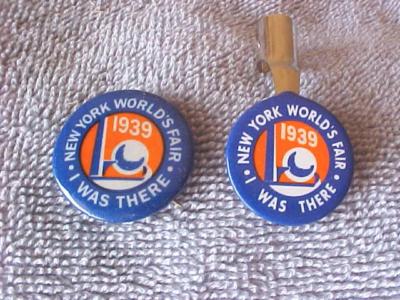 · NEW YORK WORLD'S FAIR ·
1939
I WAS THERE
· NEW YORK WORLD'S FAIR ·
1939
I WAS THERE